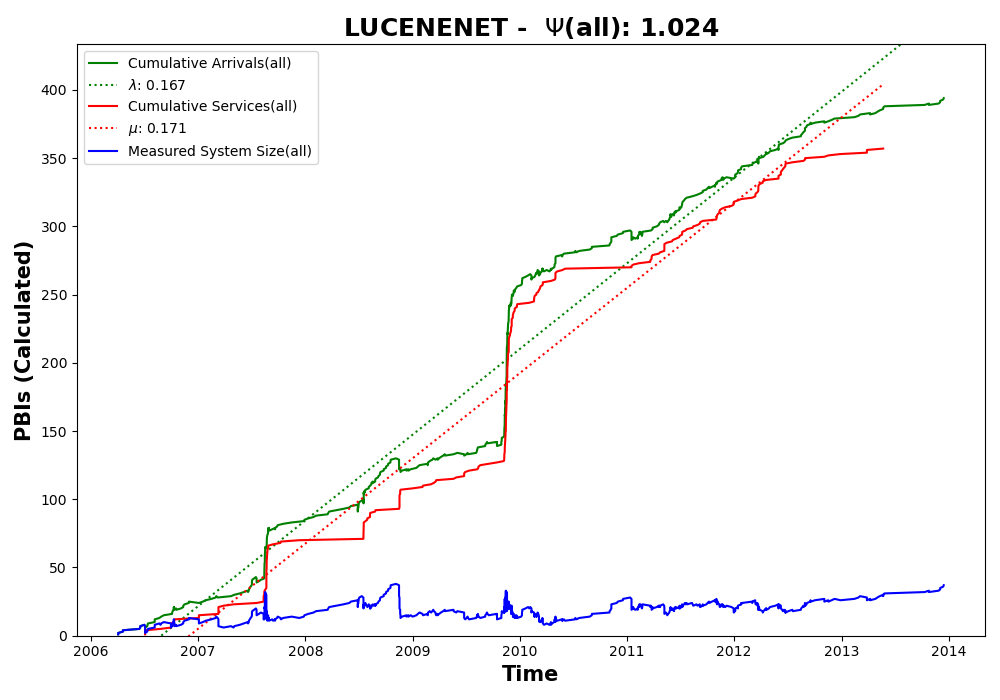 LUCENENET - Ψ(all): 1.024
Cumulative Arrivals(all)
λ: 0.167
Cumulative Services(all)
μ: 0.171
Measured System Size(all)
PBIs (Calculated)
400
350
300
250
200
150
100
50
0
2006 2007 2008 2009 2010 2011 2012 2013 2014
Time